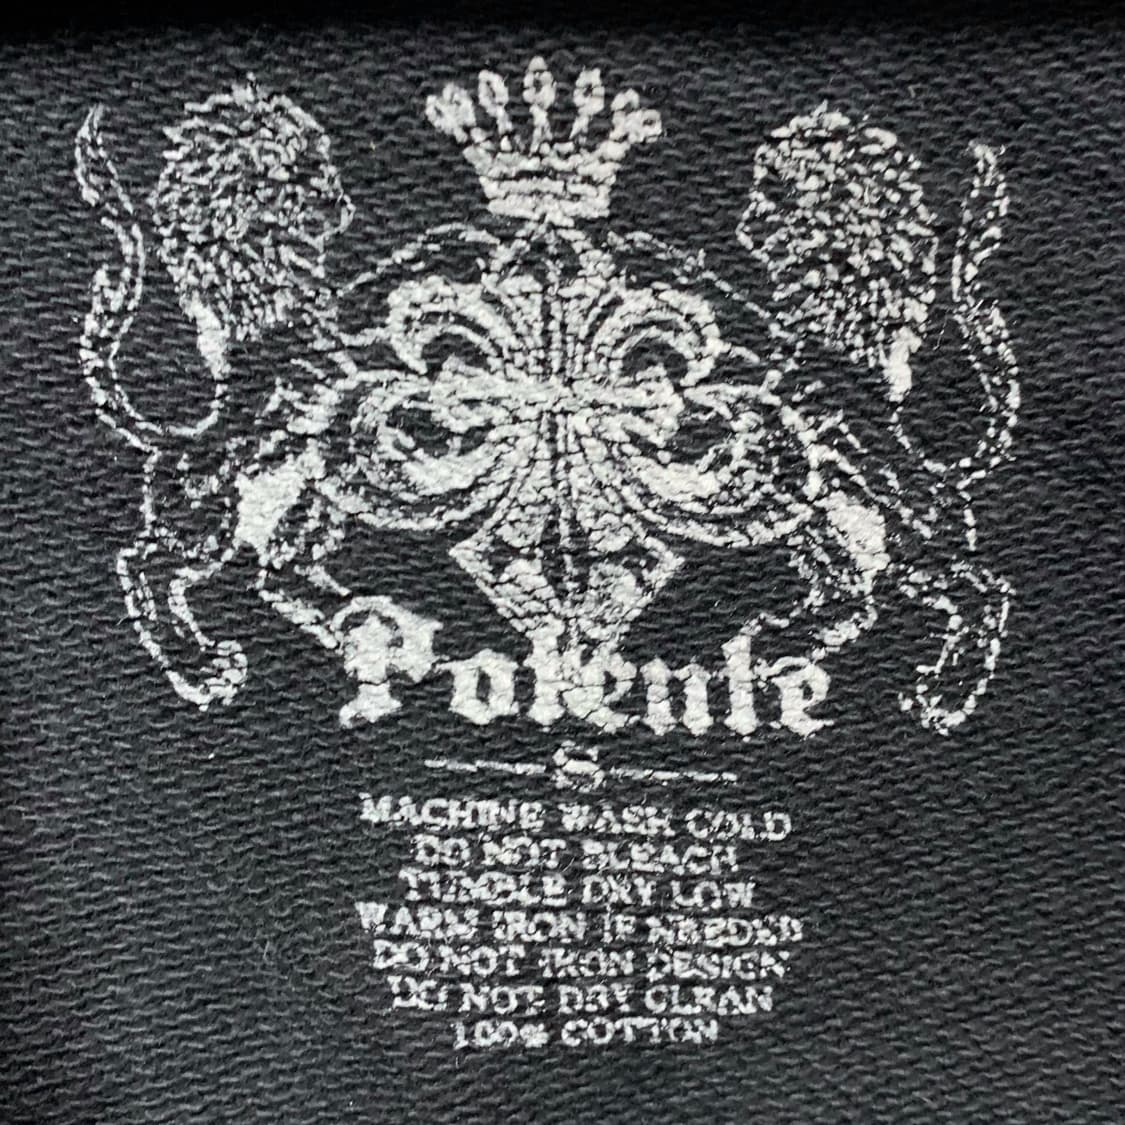 Potente
S
MACHINE WASH COLD
DO NOT BLEACH
TUMBLE DRY LOW
WARM IRON IF NEEDED
DO NOT IRON DESIGN
DO NOT DRY CLEAN
100% COTTON